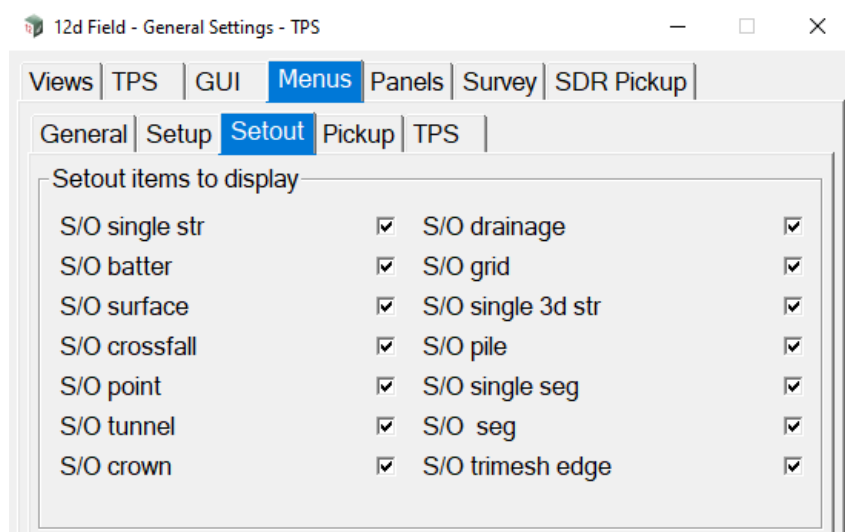 12d Field - General Settings - TPS
Views TPS GUI Menus Panels Survey SDR Pickup
General Setup Setout Pickup TPS
Setout items to display
S/O single str S/O drainage
S/O batter S/O grid
S/O surface S/O single 3d str
S/O crossfall S/O pile
S/O point S/O single seg
S/O tunnel S/O  seg
S/O crown S/O trimesh edge